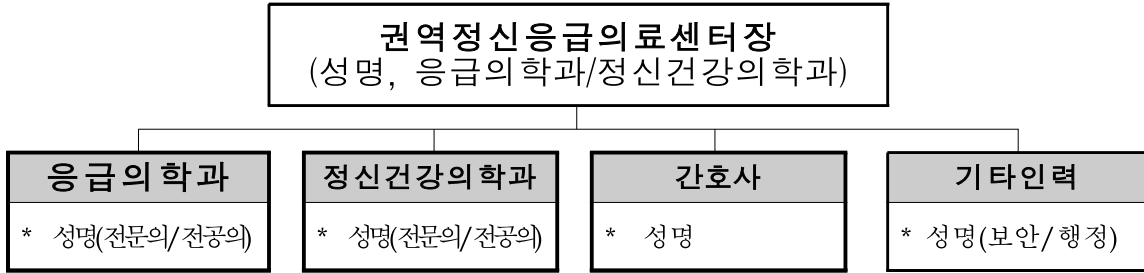 권역정신응급의료센터장
(성명, 응급의학과/정신건강의학과)
응급의학과
* 성명(전문의/전공의)
정신건강의학과
* 성명(전문의/전공의)
간호사
* 성명
기타인력
* 성명(보안/행정)